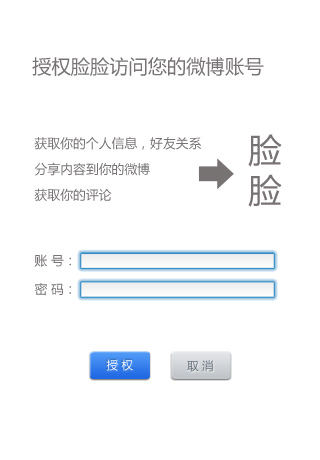 授权脸脸访问您的微博账号
获取你的个人信息，好友关系
分享内容到你的微博
获取你的评论
脸
脸
账 号：
密 码：
授 权
取 消